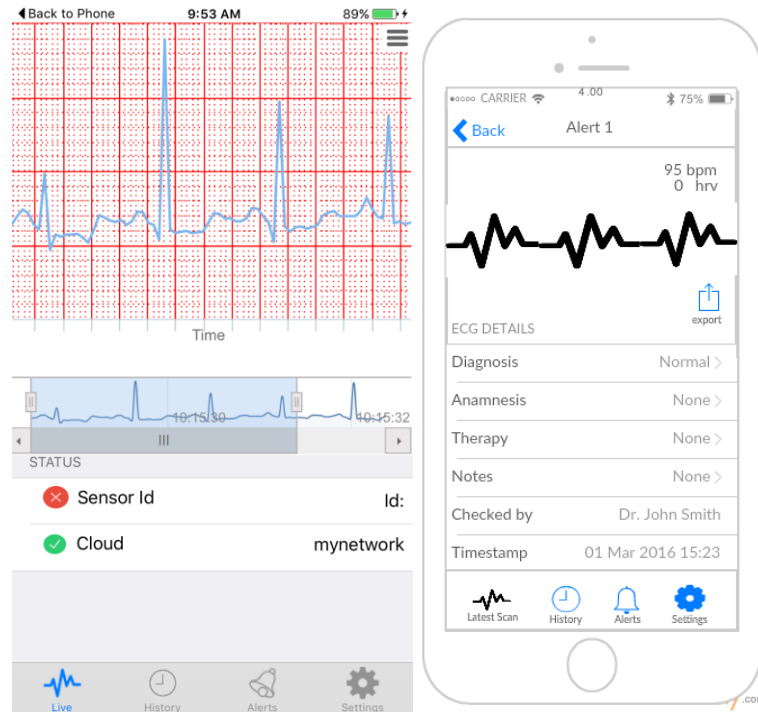 Back to Phone 9:53 AM 89%
Time
10:15:30 10:15:32
STATUS
Sensor Id Id:
Cloud mynetwork
Live History Alerts Settings
CARRIER 4.00 75%
Back Alert 1
95 bpm
0 hrv
export
ECG DETAILS
Diagnosis Normal
Anamnesis None
Therapy None
Notes None
Checked by Dr. John Smith
Timestamp 01 Mar 2016 15:23
Latest Scan History Alerts Settings
.com